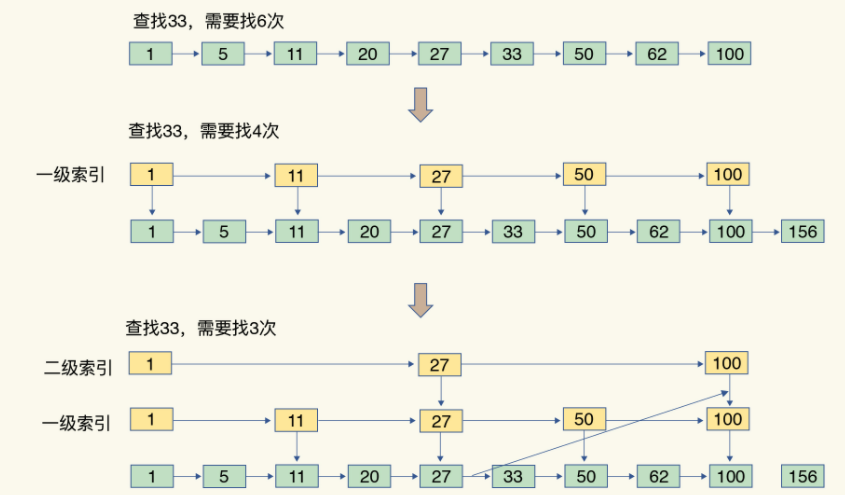 查找33，需要找6次
1 5 11 20 27 33 50 62 100
查找33，需要找4次
一级索引 1 11 27 50 100
1 5 11 20 27 33 50 62 100 156
查找33，需要找3次
二级索引 1 27 100
一级索引 1 11 27 50 100
1 5 11 20 27 33 50 62 100 156